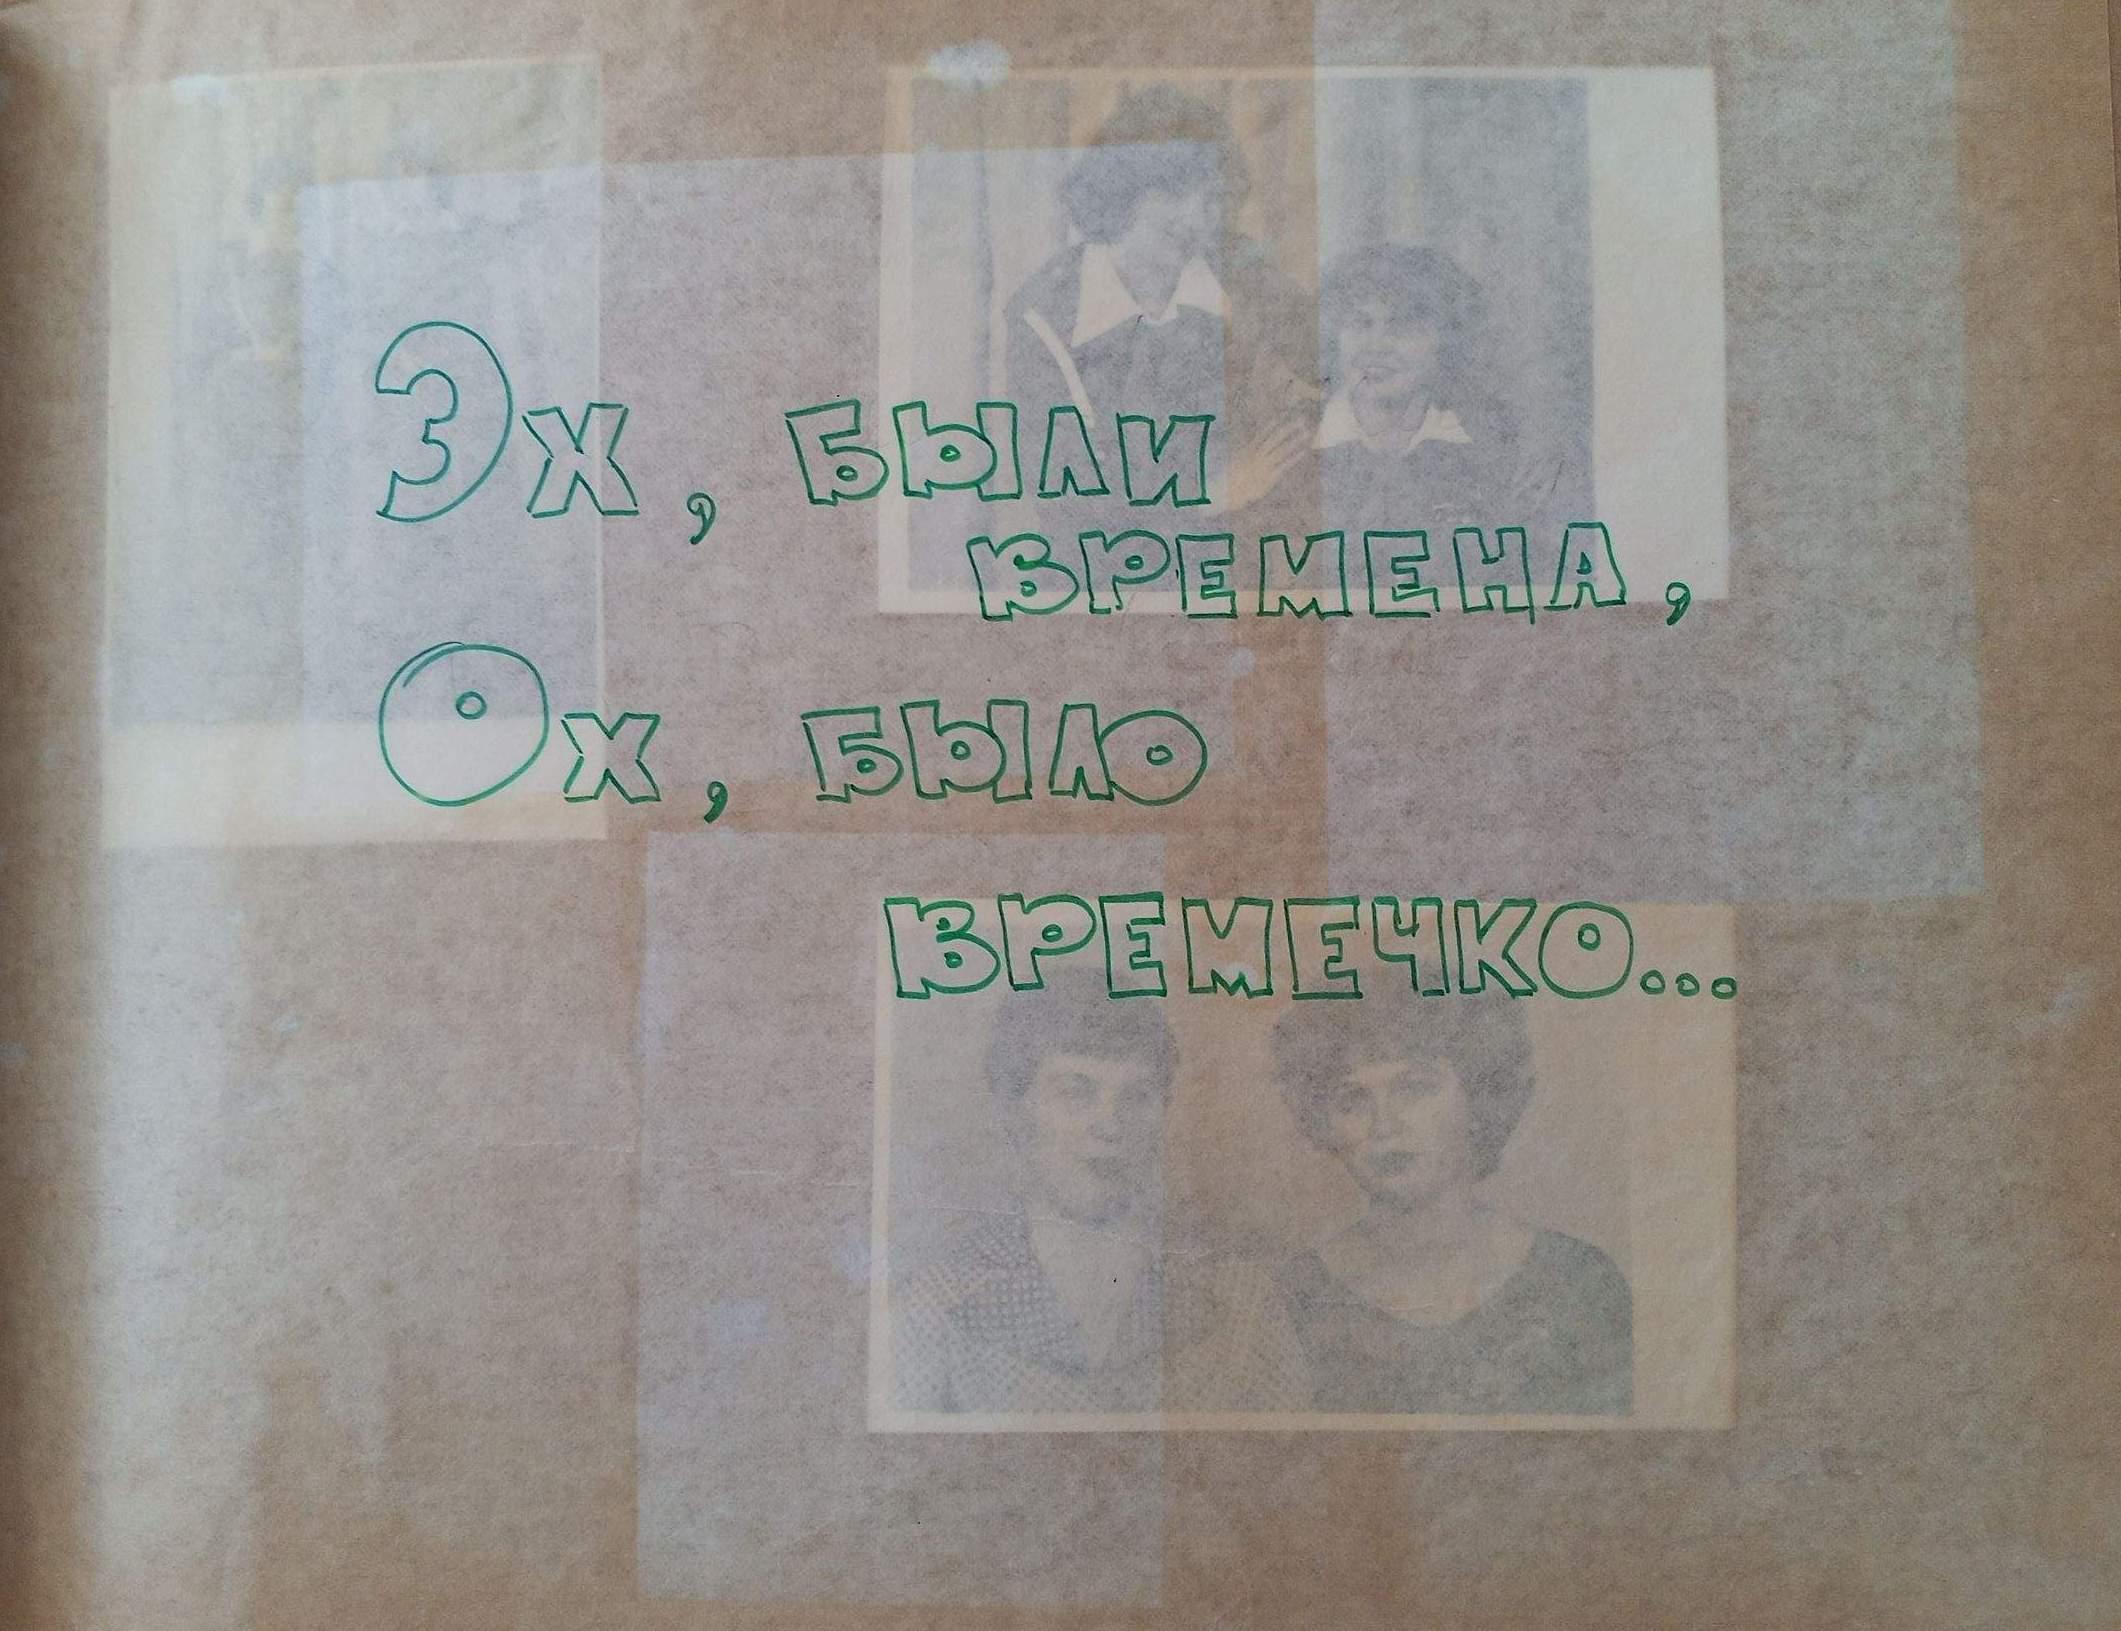 Эх, были
времена,
Ох, было
времечко...